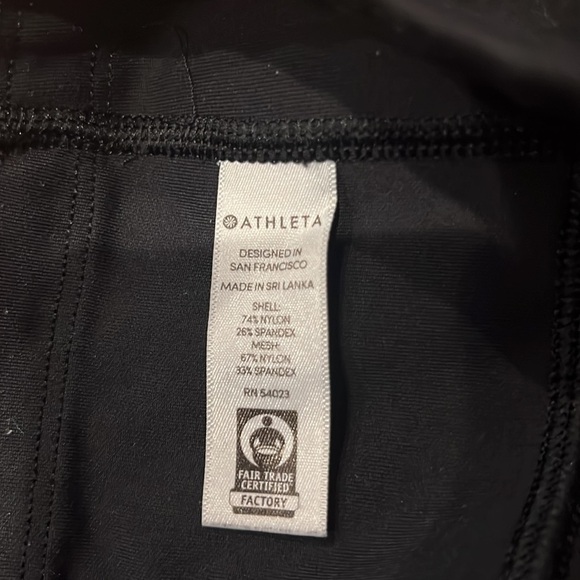 ATHLETA
DESIGNED IN
SAN FRANCISCO
MADE IN SRI LANKA
SHELL:
74% NYLON
26% SPANDEX
MESH:
67% NYLON
33% SPANDEX
RN 54023
FAIR TRADE
CERTIFIED
FACTORY